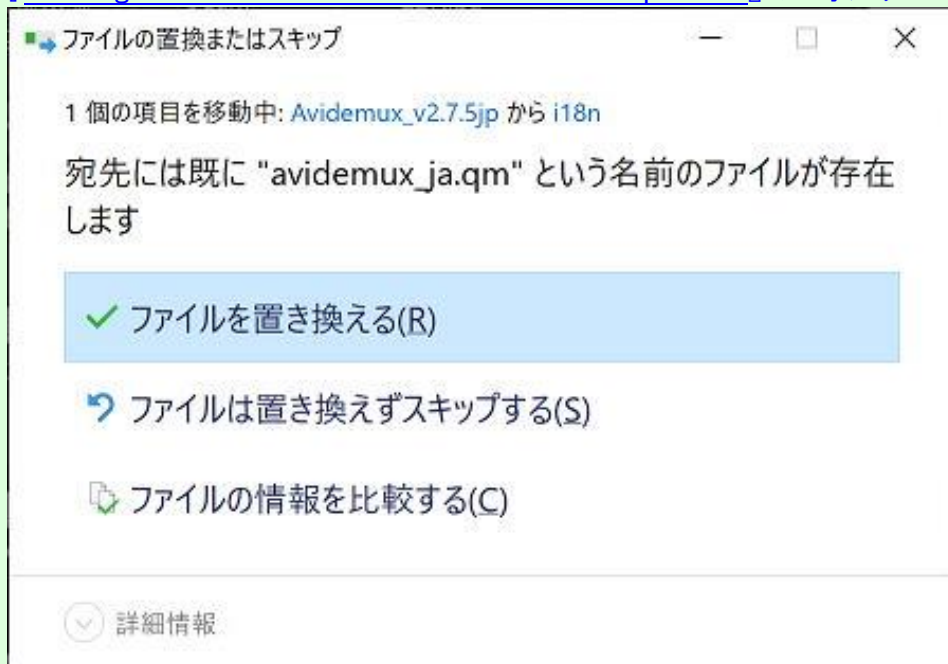 ファイルの置換またはスキップ
1 個の項目を移動中: Avidemux_v2.7.5jp から i18n
宛先には既に "avidemux_ja.qm" という名前のファイルが存在
します
ファイルを置き換える(R)
ファイルは置き換えずスキップする(S)
ファイルの情報を比較する(C)
詳細情報